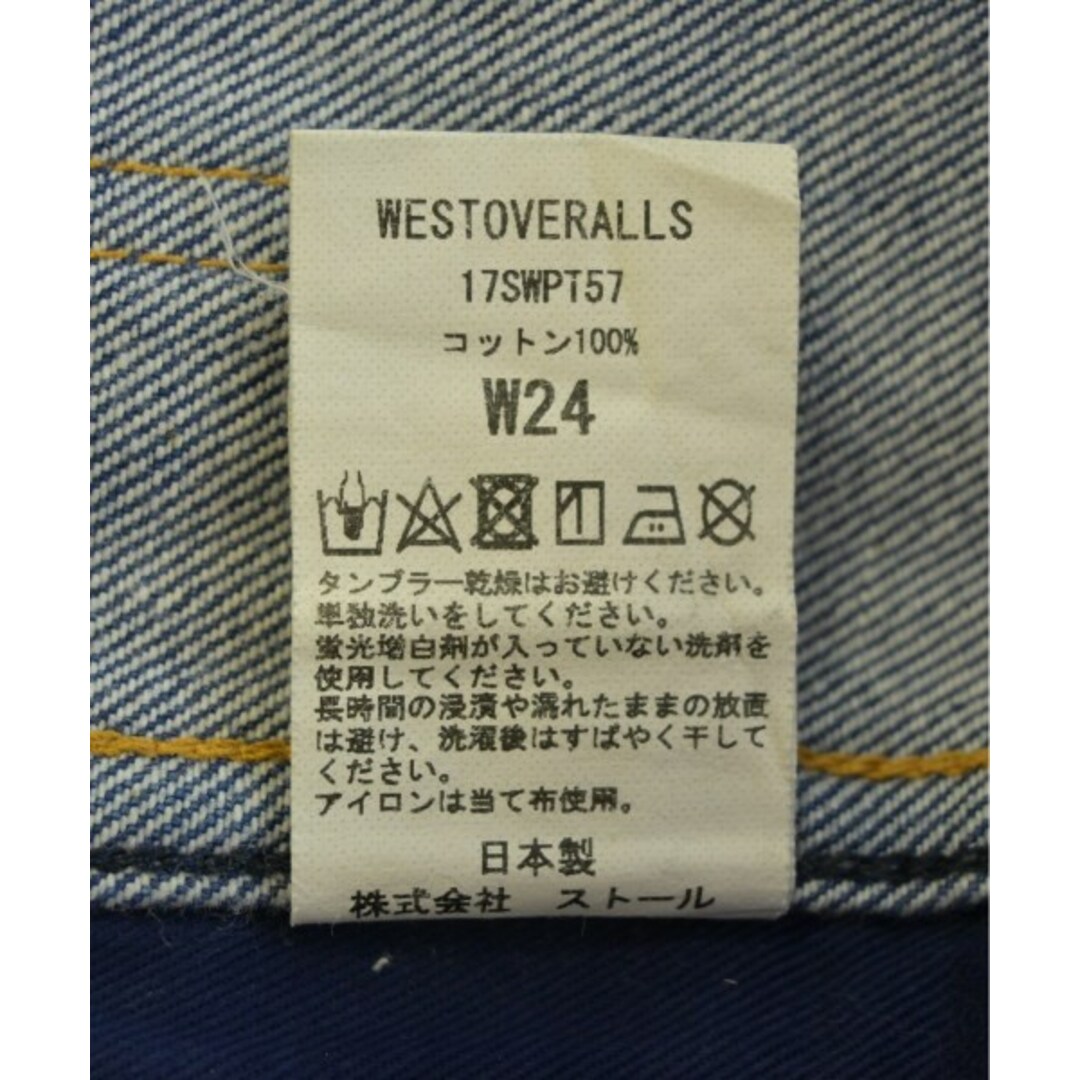 WESTOVERALLS
17SWPT57
コットン100%
W24
タンブラー乾燥はお避けください。
単独洗いをしてください。
蛍光増白剤が入っていない洗剤を
使用してください。
長時間の浸漬や濡れたままの放置
は避け、洗濯後はすばやく干して
ください。
アイロンは当て布使用。
日本製
株式会社 ストール